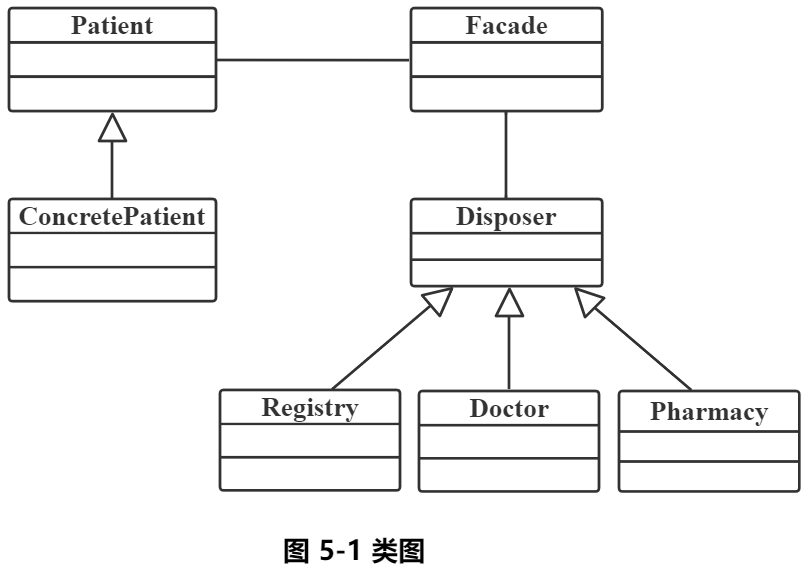 Patient
Facade
ConcretePatient
Disposer
Registry
Doctor
Pharmacy
图 5-1 类图